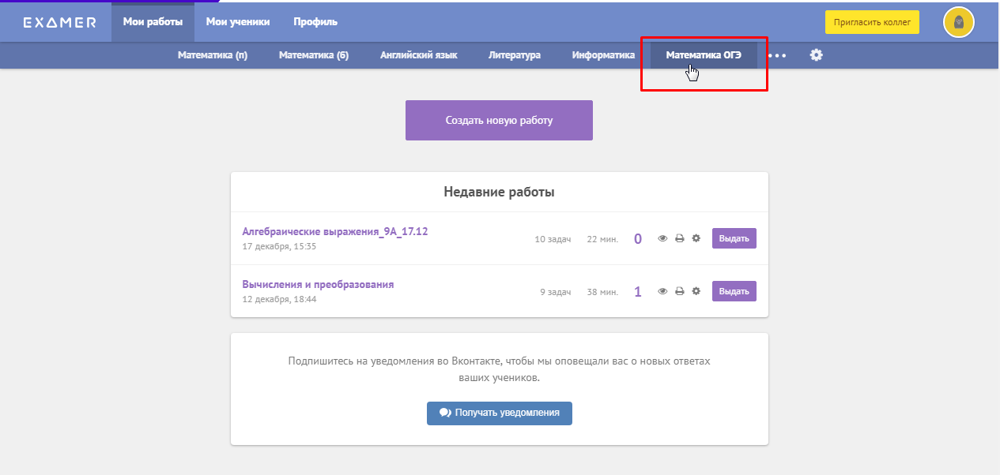 EXAMER Мои работы Мои ученики Профиль Пригласить коллег
Математика (п) Математика (б) Английский язык Литература Информатика Математика ОГЭ
Создать новую работу
Недавние работы
Алгебраические выражения_9А_17.12
17 декабря, 15:35
10 задач 22 мин. 0 Выдать
Вычисления и преобразования
12 декабря, 18:44
9 задач 38 мин. 1 Выдать
Подпишитесь на уведомления во Вконтакте, чтобы мы оповещали вас о новых ответах
ваших учеников.
Получать уведомления